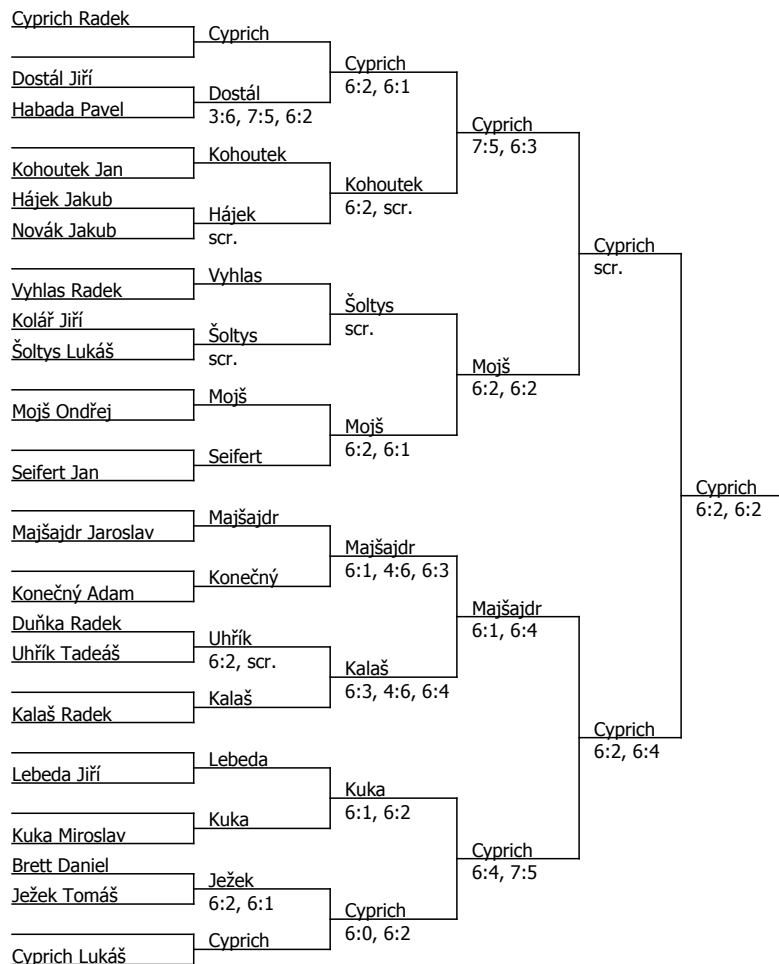 Cyprich Radek
Cyprich
Cyprich
6:2, 6:1
Dostál Jiří
Habada Pavel
Dostál
3:6, 7:5, 6:2
Cyprich
7:5, 6:3
Kohoutek Jan
Kohoutek
Kohoutek
6:2, scr.
Hájek Jakub
Novák Jakub
Hájek
scr.
Cyprich
scr.
Vyhlas Radek
Vyhlas
Šoltys
scr.
Kolář Jiří
Šoltys Lukáš
Šoltys
scr.
Mojš
6:2, 6:2
Mojš Ondřej
Mojš
Mojš
6:2, 6:1
Seifert Jan
Seifert
Cyprich
6:2, 6:2
Majšajdr Jaroslav
Majšajdr
Majšajdr
6:1, 4:6, 6:3
Konečný Adam
Konečný
Majšajdr
6:1, 6:4
Duňka Radek
Uhřík Tadeáš
Uhřík
6:2, scr.
Kalaš
6:3, 4:6, 6:4
Kalaš Radek
Kalaš
Cyprich
6:2, 6:4
Lebeda Jiří
Lebeda
Kuka
6:1, 6:2
Kuka Miroslav
Kuka
Cyprich
6:4, 7:5
Brett Daniel
Ježek Tomáš
Ježek
6:2, 6:1
Cyprich
6:0, 6:2
Cyprich Lukáš
Cyprich